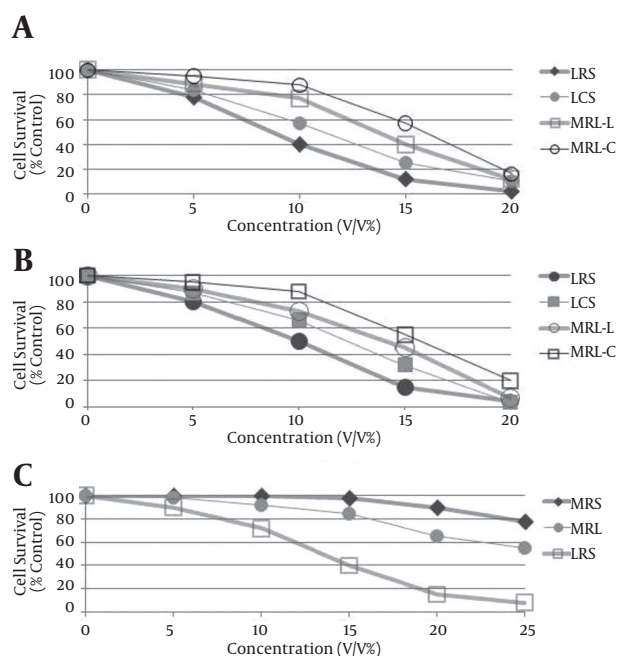 A
Cell Survival
(% Control)
100
80
60
40
20
0
0 5 10 15 20
Concentration (V/V%)
LRS
LCS
MRL-L
MRL-C
B
Cell Survival
(% Control)
100
80
60
40
20
0
0 5 10 15 20
Concentration (V/V%)
LRS
LCS
MRL-L
MRL-C
C
Cell Survival
(% Control)
100
80
60
40
20
0
0 5 10 15 20 25
Concentration (V/V%)
MRS
MRL
LRS